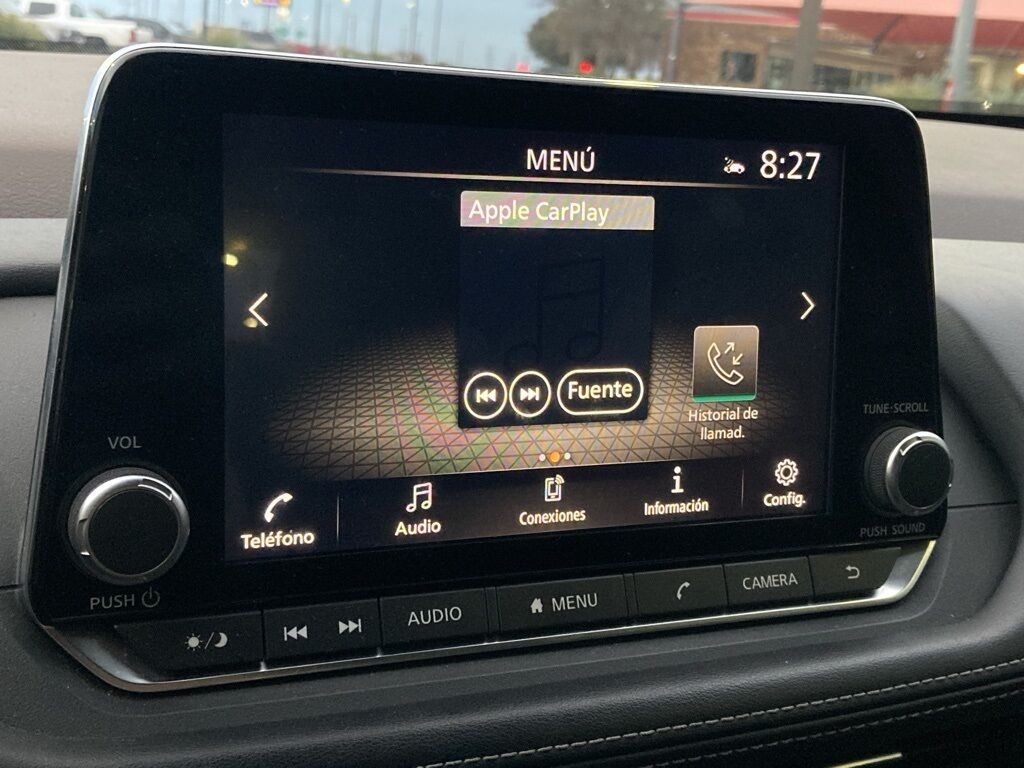 MENÚ
8:27
Apple CarPlay
Fuente
Historial de
llamad.
Teléfono
Audio
Conexiones
Información
Config.
VOL
PUSH
TUNE·SCROLL
PUSH SOUND
AUDIO
MENU
CAMERA